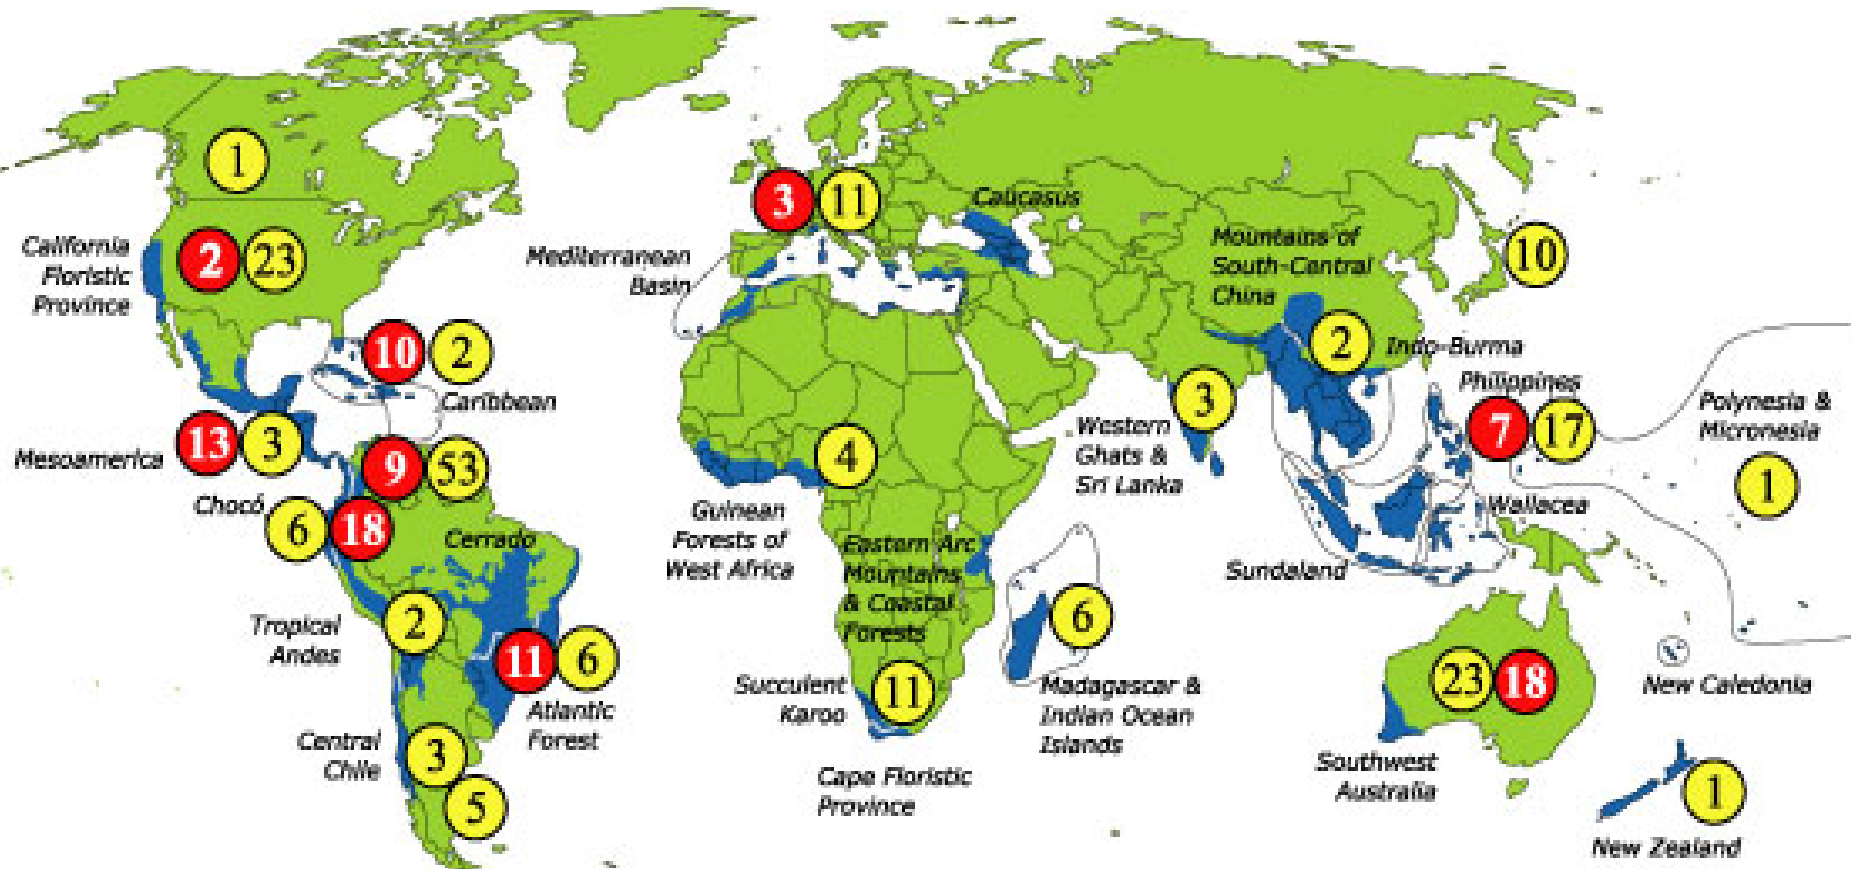 1
3
11
Caucasus
California
Floristic
Province
2
23
Mediterranean
Basin
Mountains of
South-Central
China
10
10
2
2
Indo-Burma
Caribbean
3
Philippines
Polynesia &
Micronesia
13
3
Mesoamerica
9
53
4
Western
Ghats &
Sri Lanka
7
17
1
Chocó
6
18
Cerrado
Guinean
Forests of
West Africa
Eastern Arc
Mountains
& Coastal
Forests
Wallacea
Sundaland
Tropical
Andes
2
6
11
6
Atlantic
Forest
Succulent
Karoo
11
Madagascar &
Indian Ocean
Islands
23
18
New Caledonia
Central
Chile
3
5
Cape Floristic
Province
Southwest
Australia
1
New Zealand